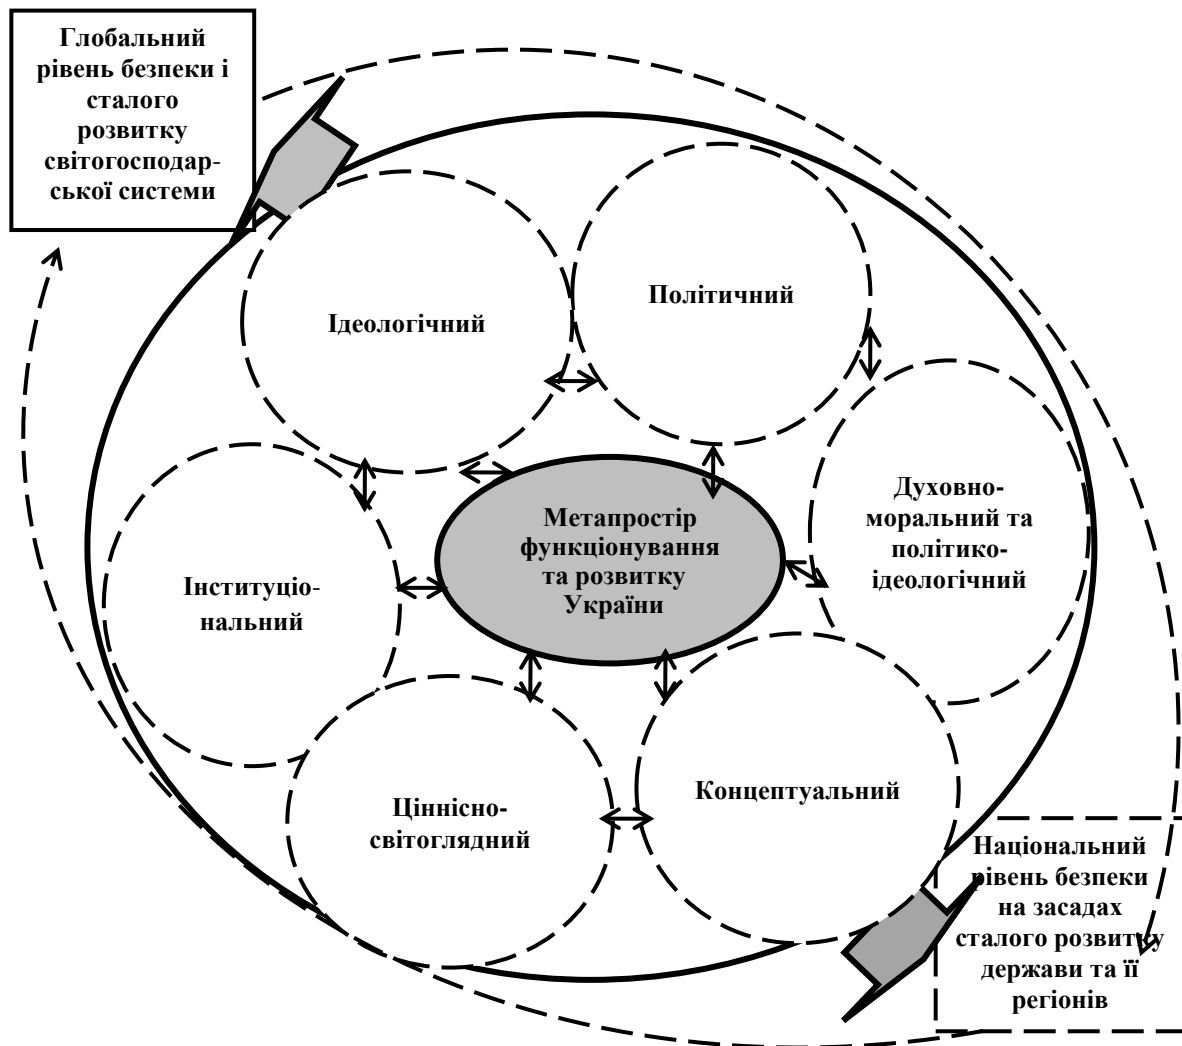 Глобальний
рівень безпеки і
сталого
розвитку
світогосподар-
ської системи
Ідеологічний
Політичний
Духовно-
моральний та
політико-
ідеологічний
Метапростір
функціонування
та розвитку
України
Інституціо-
нальний
Ціннісно-
світоглядний
Концептуальний
Національний
рівень безпеки
на засадах
сталого розвитку
держави та її
регіонів